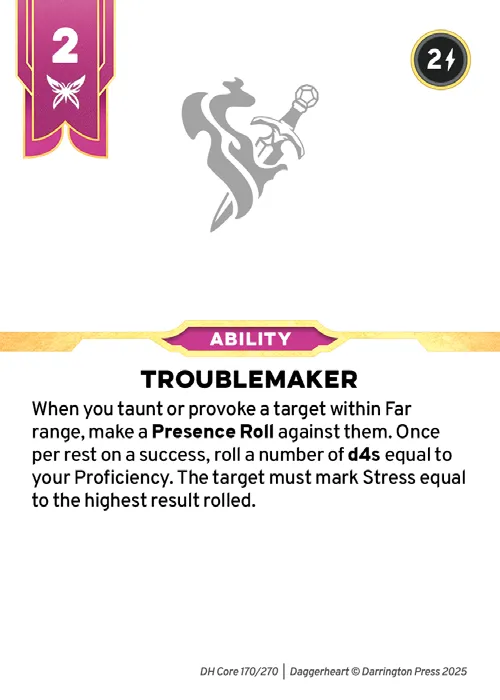 2
2
ABILITY
TROUBLEMAKER
When you taunt or provoke a target within Far
range, make a Presence Roll against them. Once
per rest on a success, roll a number of d4s equal to
your Proficiency. The target must mark Stress equal
to the highest result rolled.
DH Core 170/270 | Daggerheart © Darrington Press 2025